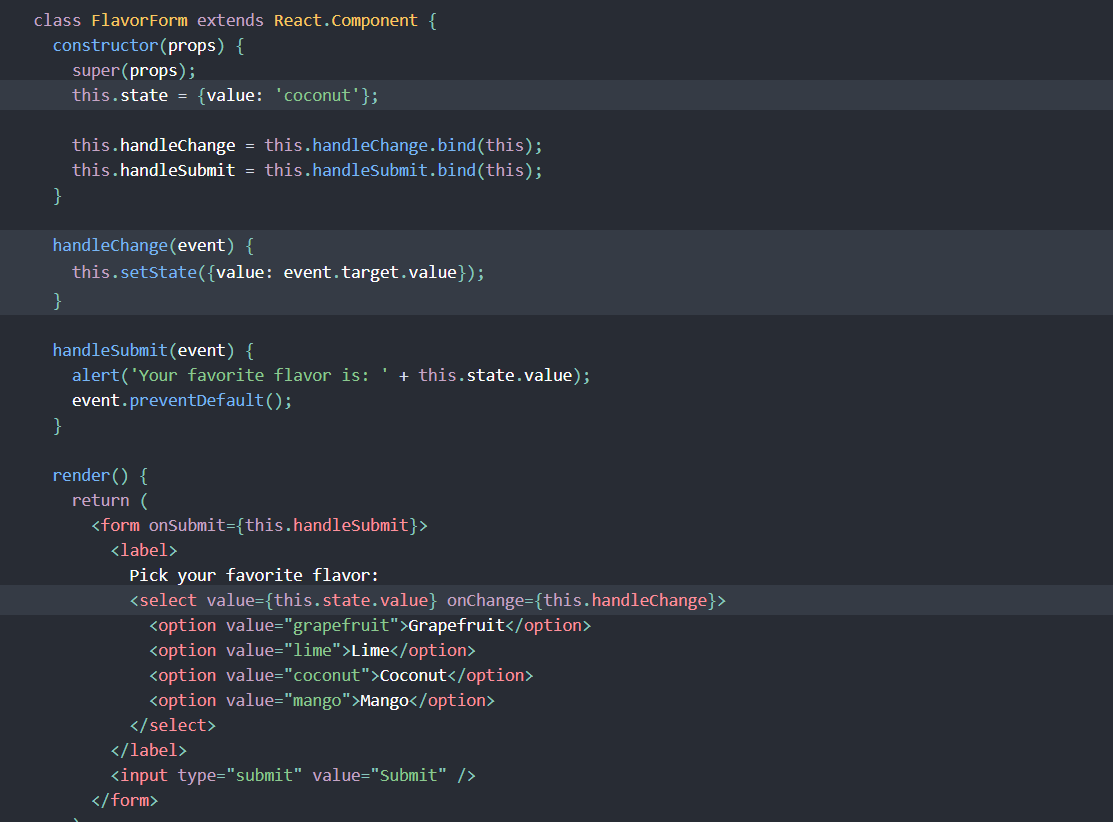 class FlavorForm extends React.Component {
  constructor(props) {
    super(props);
    this.state = {value: 'coconut'};

    this.handleChange = this.handleChange.bind(this);
    this.handleSubmit = this.handleSubmit.bind(this);
  }

  handleChange(event) {
    this.setState({value: event.target.value});
  }

  handleSubmit(event) {
    alert('Your favorite flavor is: ' + this.state.value);
    event.preventDefault();
  }

  render() {
    return (
      <form onSubmit={this.handleSubmit}>
        <label>
          Pick your favorite flavor:
          <select value={this.state.value} onChange={this.handleChange}>
            <option value="grapefruit">Grapefruit</option>
            <option value="lime">Lime</option>
            <option value="coconut">Coconut</option>
            <option value="mango">Mango</option>
          </select>
        </label>
        <input type="submit" value="Submit" />
      </form>